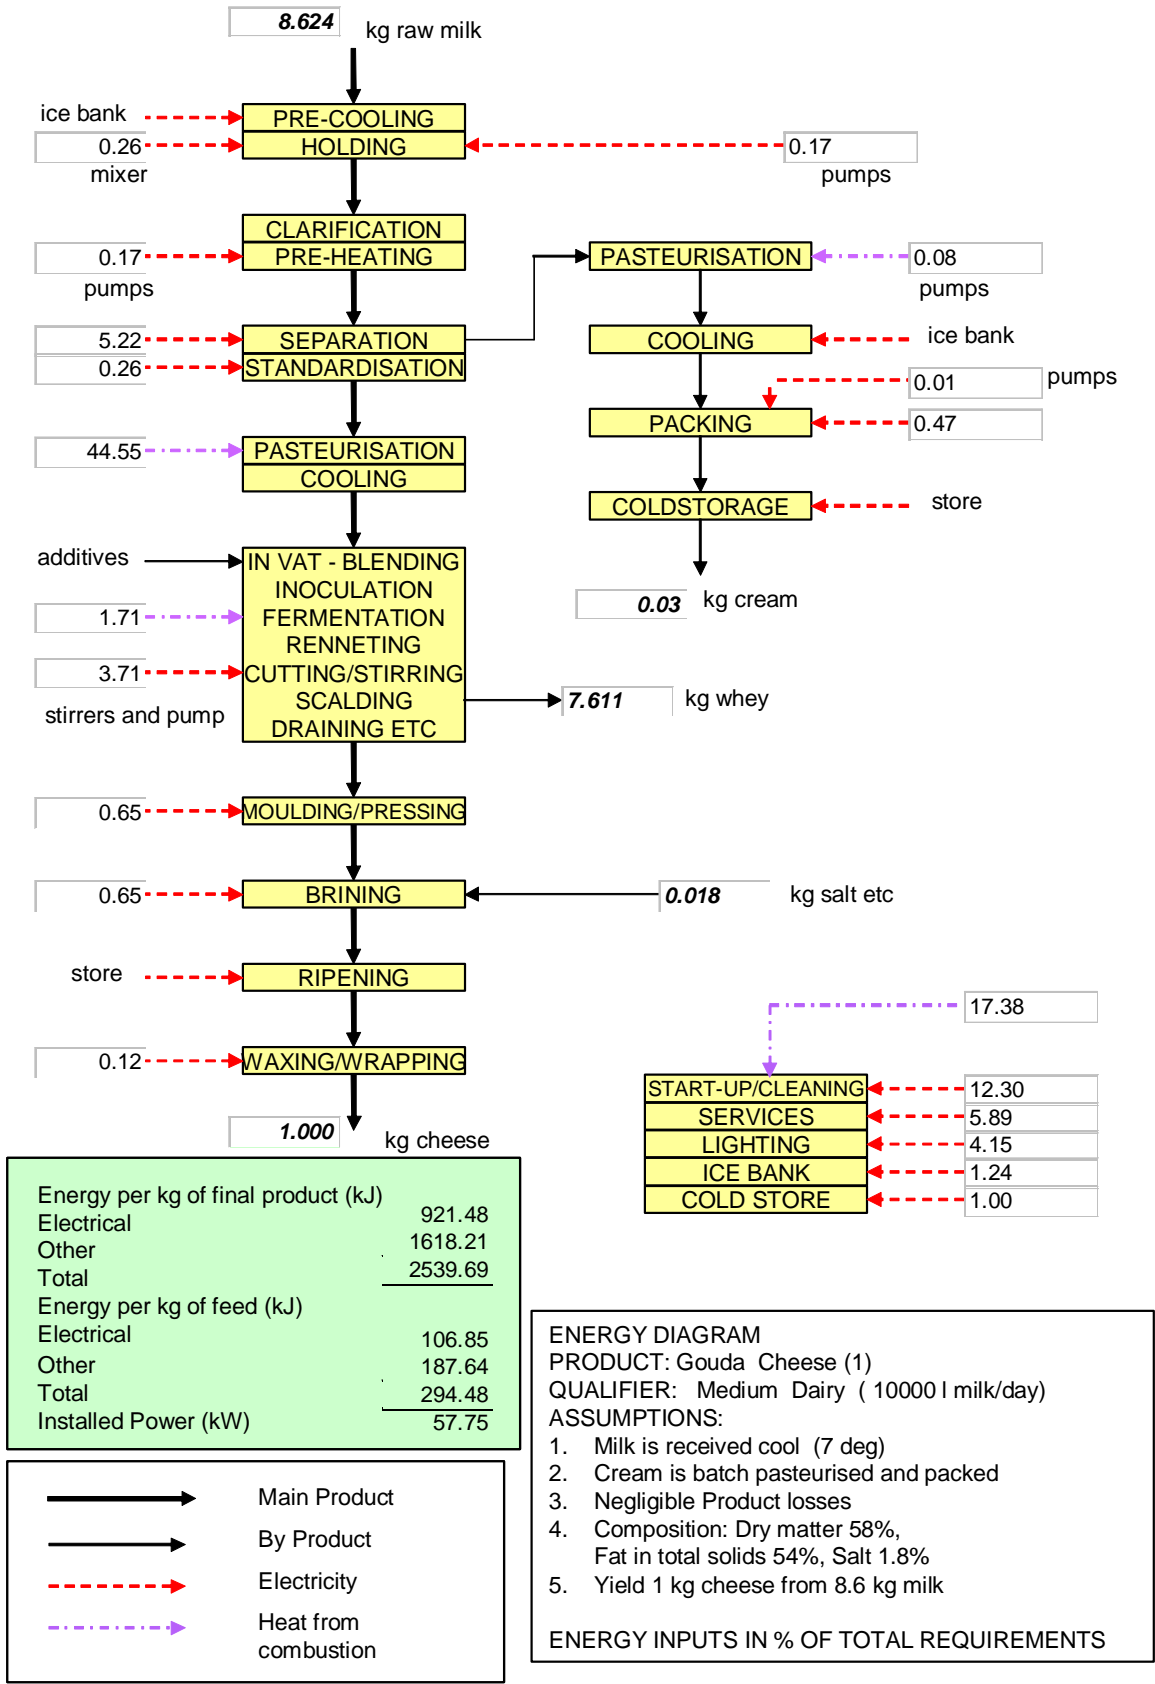 8.624 kg raw milk
ice bank
PRE-COOLING
0.26
HOLDING
0.17
mixer
pumps
CLARIFICATION
0.17
PRE-HEATING
PASTEURISATION
0.08
pumps
pumps
5.22
SEPARATION
COOLING
ice bank
0.26
STANDARDISATION
0.01 pumps
PACKING
0.47
44.55
PASTEURISATION
COOLING
COLDSTORAGE
store
additives
IN VAT - BLENDING
INOCULATION
0.03 kg cream
1.71
FERMENTATION
RENNETING
3.71
CUTTING/STIRRING
SCALDING
7.611 kg whey
stirrers and pump
DRAINING ETC
0.65
MOULDING/PRESSING
0.65
BRINING
0.018 kg salt etc
store
RIPENING
17.38
0.12
WAXING/WRAPPING
START-UP/CLEANING
12.30
SERVICES
5.89
1.000 kg cheese
LIGHTING
4.15
ICE BANK
1.24
COLD STORE
1.00
Energy per kg of final product (kJ)
Electrical 921.48
Other 1618.21
Total 2539.69
Energy per kg of feed (kJ)
Electrical 106.85
Other 187.64
Total 294.48
Installed Power (kW) 57.75
ENERGY DIAGRAM
PRODUCT: Gouda Cheese (1)
QUALIFIER: Medium Dairy ( 10000 l milk/day)
ASSUMPTIONS:
1. Milk is received cool (7 deg)
2. Cream is batch pasteurised and packed
3. Negligible Product losses
4. Composition: Dry matter 58%,
Fat in total solids 54%, Salt 1.8%
5. Yield 1 kg cheese from 8.6 kg milk
ENERGY INPUTS IN % OF TOTAL REQUIREMENTS
Main Product
By Product
Electricity
Heat from
combustion